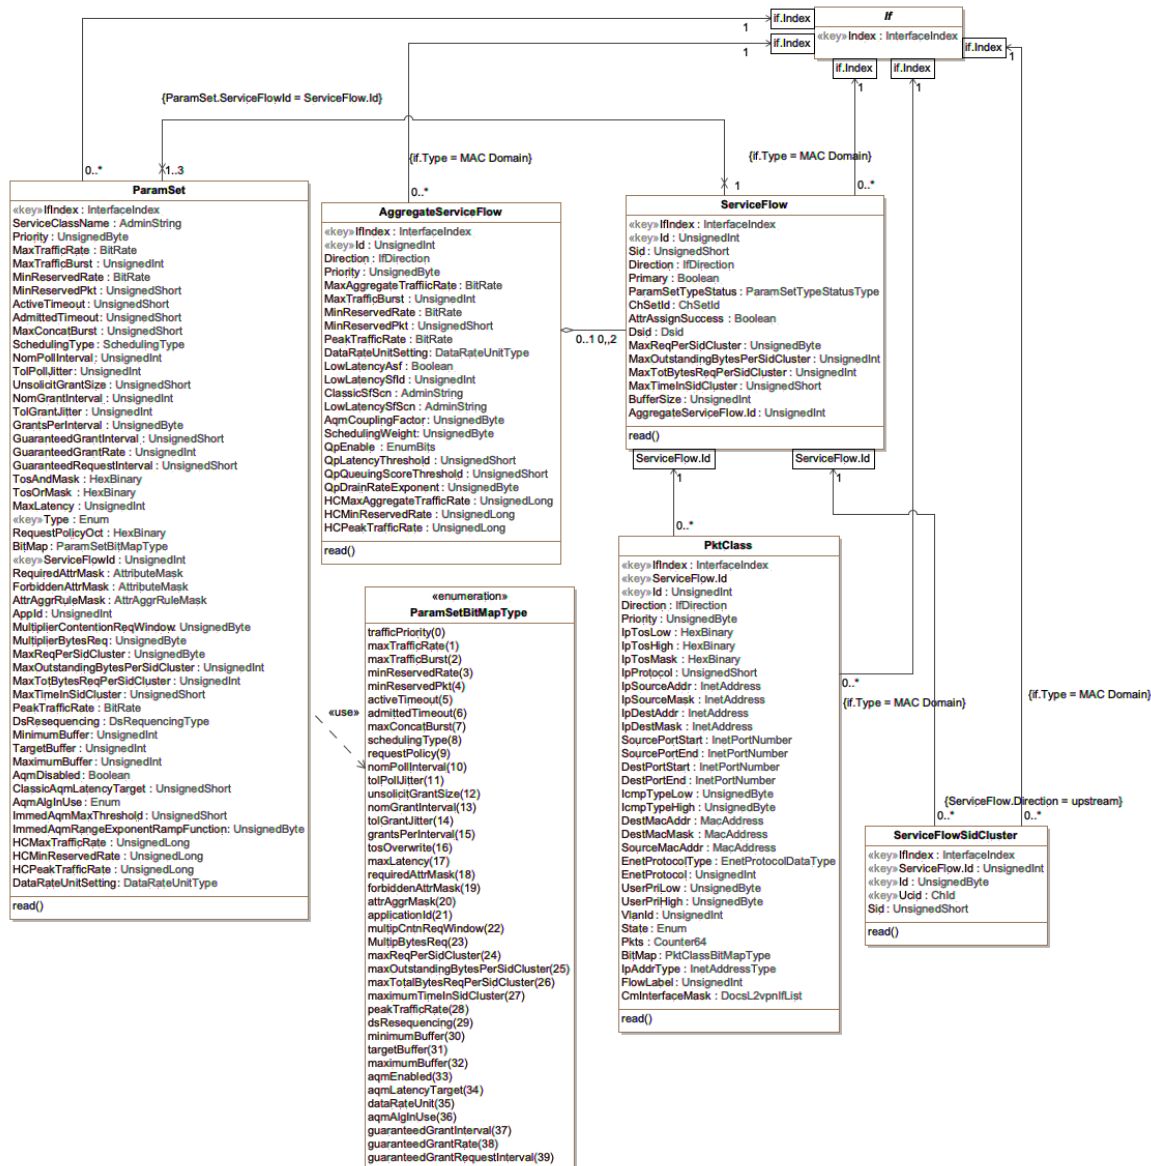 If
«key»Index : InterfaceIndex
if.Index
1
if.Index
1
if.Index
1
if.Index
1
if.Index
1
{ParamSet.ServiceFlowId = ServiceFlow.Id}
0..*
1..3
{if.Type = MAC Domain}
0..*
{if.Type = MAC Domain}
1
0..*
ParamSet
«key»IfIndex : InterfaceIndex
ServiceClassName : AdminString
Priority : UnsignedByte
MaxTrafficRate : BitRate
MaxTrafficBurst : UnsignedInt
MinReservedRate : BitRate
MinReservedPkt : UnsignedShort
ActiveTimeout : UnsignedShort
AdmittedTimeout : UnsignedShort
MaxConcatBurst : UnsignedShort
SchedulingType : SchedulingType
NomPollInterval : UnsignedInt
TolPollJitter : UnsignedInt
UnsolicitGrantSize : UnsignedShort
NomGrantInterval : UnsignedInt
TolGrantJitter : UnsignedInt
GrantsPerInterval : UnsignedByte
GuaranteedGrantInterval : UnsignedShort
GuaranteedGrantRate : UnsignedInt
GuaranteedRequestInterval : UnsignedShort
TosAndMask : HexBinary
TosOrMask : HexBinary
MaxLatency : UnsignedInt
«key»Type : Enum
RequestPolicyOct : HexBinary
BitMap : ParamSetBitMapType
«key»ServiceFlowId : UnsignedInt
RequiredAttrMask : AttributeMask
ForbiddenAttrMask : AttributeMask
AttrAggrRuleMask : AttrAggrRuleMask
AppId : UnsignedInt
MultiplierContentionReqWindow : UnsignedByte
MultiplierBytesReq : UnsignedByte
MaxReqPerSidCluster : UnsignedByte
MaxOutstandingBytesPerSidCluster : UnsignedInt
MaxTotBytesReqPerSidCluster : UnsignedInt
MaxTimeInSidCluster : UnsignedShort
PeakTrafficRate : BitRate
DsResequencing : DsRequencingType
MinimumBuffer : UnsignedInt
TargetBuffer : UnsignedInt
MaximumBuffer : UnsignedInt
AqmDisabled : Boolean
ClassicAqmLatencyTarget : UnsignedShort
AqmAlgInUse : Enum
ImmedAqmMaxThreshold : UnsignedShort
ImmedAqmRangeExponentRampFunction : UnsignedByte
HCMaxTrafficRate : UnsignedLong
HCMinReservedRate : UnsignedLong
HCPeakTrafficRate : UnsignedLong
DataRateUnitSetting: DataRateUnitType
read()
AggregateServiceFlow
«key»IfIndex : InterfaceIndex
«key»Id : UnsignedInt
Direction : IfDirection
Priority : UnsignedByte
MaxAggregateTraffiicRate : BitRate
MaxTrafficBurst : UnsignedInt
MinReservedRate : BitRate
MinReservedPkt : UnsignedShort
PeakTrafficRate : BitRate
DataRateUnitSetting: DataRateUnitType
LowLatencyAsf : Boolean
LowLatencySfId : UnsignedInt
ClassicSfScn : AdminString
LowLatencySfScn : AdminString
AqmCouplingFactor : UnsignedByte
SchedulingWeight: UnsignedByte
QpEnable : EnumBits
QpLatencyThreshold : UnsignedShort
QpQueuingScoreThreshold : UnsignedShort
QpDrainRateExponent : UnsignedByte
HCMaxAggregateTrafficRate : UnsignedLong
HCMinReservedRate : UnsignedLong
HCPeakTrafficRate : UnsignedLong
read()
0..1 0,,2
ServiceFlow
«key»IfIndex : InterfaceIndex
«key»Id : UnsignedInt
Sid : UnsignedShort
Direction : IfDirection
Primary : Boolean
ParamSetTypeStatus : ParamSetTypeStatusType
ChSetId : ChSetId
AttrAssignSuccess : Boolean
Dsid : Dsid
MaxReqPerSidCluster : UnsignedByte
MaxOutstandingBytesPerSidCluster : UnsignedInt
MaxTotBytesReqPerSidCluster : UnsignedInt
MaxTimeInSidCluster : UnsignedShort
BufferSize : UnsignedInt
AggregateServiceFlow.Id : UnsignedInt
read()
ServiceFlow.Id
1
ServiceFlow.Id
1
0..*
«enumeration»
ParamSetBitMapType
trafficPriority(0)
maxTrafficRate(1)
maxTrafficBurst(2)
minReservedRate(3)
minReservedPkt(4)
activeTimeout(5)
admittedTimeout(6)
maxConcatBurst(7)
schedulingType(8)
requestPolicy(9)
nomPollInterval(10)
tolPollJitter(11)
unsolicitGrantSize(12)
nomGrantInterval(13)
tolGrantJitter(14)
grantsPerInterval(15)
tosOverwrite(16)
maxLatency(17)
requiredAttrMask(18)
forbiddenAttrMask(19)
attrAggrMask(20)
applicationId(21)
multipCntnReqWindow(22)
MultipBytesReq(23)
maxReqPerSidCluster(24)
maxOutstandingBytesPerSidCluster(25)
maxTotalBytesReqPerSidCluster(26)
maximumTimeInSidCluster(27)
peakTrafficRate(28)
dsResequencing(29)
minimumBuffer(30)
targetBuffer(31)
maximumBuffer(32)
aqmEnabled(33)
aqmLatencyTarget(34)
dataRateUnit(35)
aqmAlgInUse(36)
guaranteedGrantInterval(37)
guaranteedGrantRate(38)
guaranteedGrantRequestInterval(39)
«use»
PktClass
«key»IfIndex : InterfaceIndex
«key»ServiceFlow.Id
«key»Id : UnsignedInt
Direction : IfDirection
Priority : UnsignedByte
IpTosLow : HexBinary
IpTosHigh : HexBinary
IpTosMask : HexBinary
IpProtocol : UnsignedShort
IpSourceAddr : InetAddress
IpSourceMask : InetAddress
IpDestAddr : InetAddress
IpDestMask : InetAddress
SourcePortStart : InetPortNumber
SourcePortEnd : InetPortNumber
DestPortStart : InetPortNumber
DestPortEnd : InetPortNumber
IcmpTypeLow : UnsignedByte
IcmpTypeHigh : UnsignedByte
DestMacAddr : MacAddress
DestMacMask : MacAddress
SourceMacAddr : MacAddress
EnetProtocolType : EnetProtocolDataType
EnetProtocol : UnsignedInt
UserPriLow : UnsignedByte
UserPriHigh : UnsignedByte
VlanId : UnsignedInt
State : Enum
Pkts : Counter64
BitMap : PktClassBitMapType
IpAddrType : InetAddressType
FlowLabel : UnsignedInt
CmInterfaceMask : DocsL2vpnIfList
read()
0..*
{if.Type = MAC Domain}
{if.Type = MAC Domain}
{ServiceFlow.Direction = upstream}
0..*
0..*
ServiceFlowSidCluster
«key»IfIndex : InterfaceIndex
«key»ServiceFlow.Id : UnsignedInt
«key»Id : UnsignedByte
«key»Ucid : ChId
Sid : UnsignedShort
read()